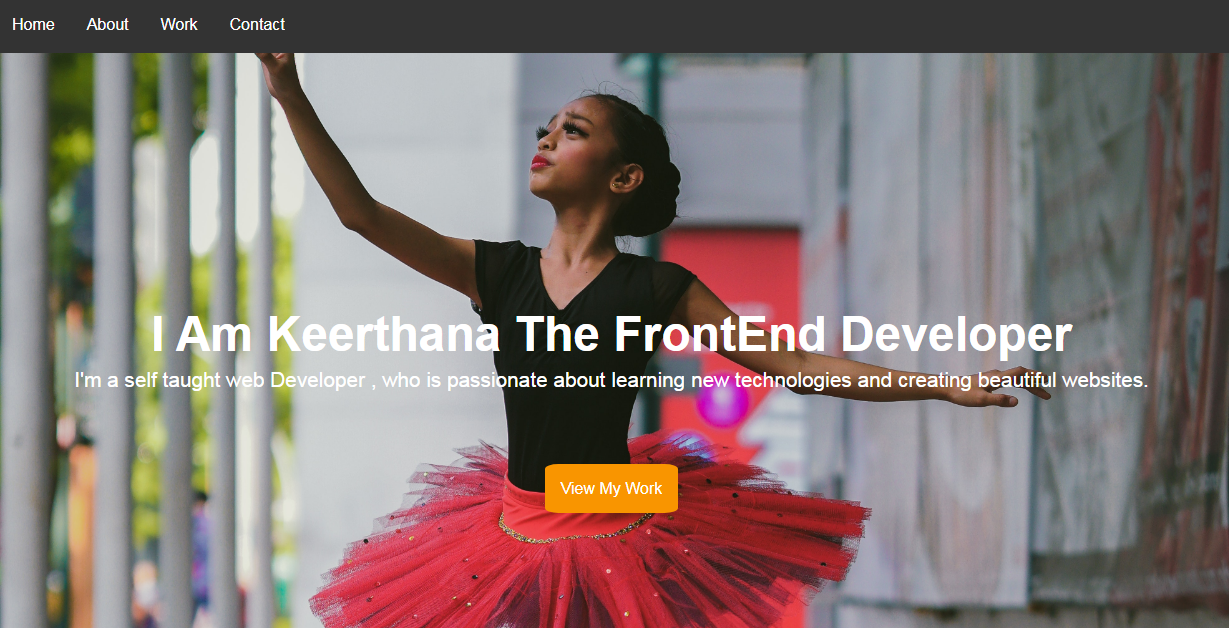 Home About Work Contact
I Am Keerthana The FrontEnd Developer
I'm a self taught web Developer , who is passionate about learning new technologies and creating beautiful websites.
View My Work